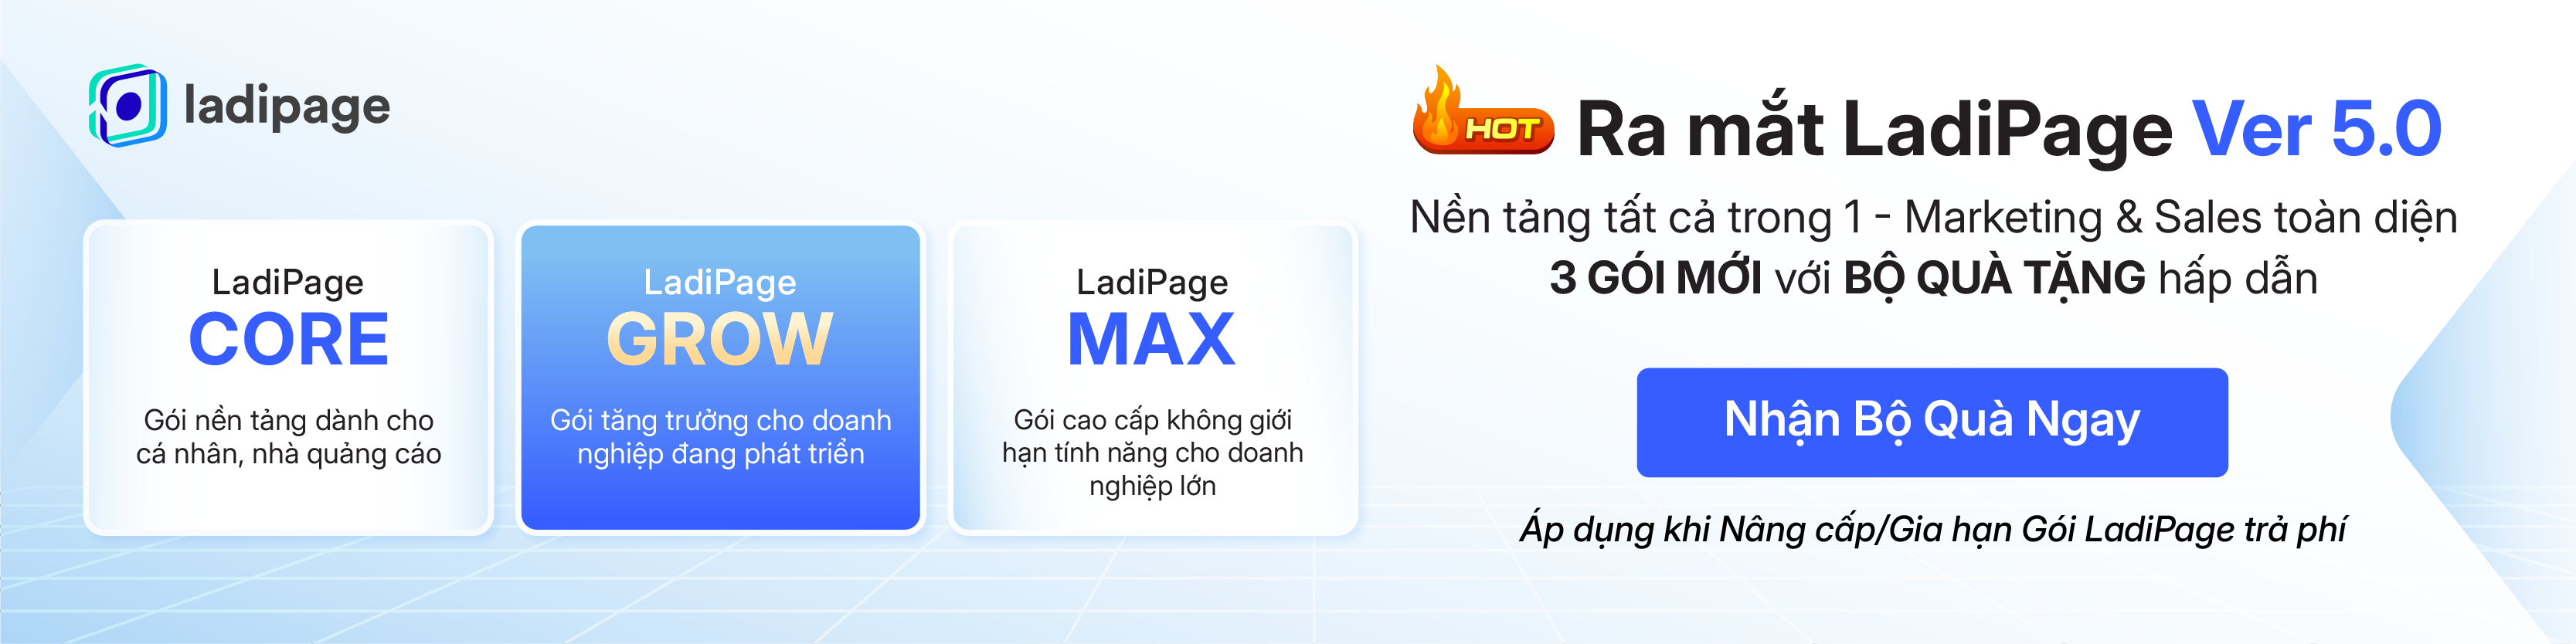 ladipage
LadiPage
CORE
Gói nền tảng dành cho
cá nhân, nhà quảng cáo
LadiPage
GROW
Gói tăng trưởng cho doanh
nghiệp đang phát triển
LadiPage
MAX
Gói cao cấp không giới
hạn tính năng cho doanh
nghiệp lớn
HOT Ra mắt LadiPage Ver 5.0
Nền tảng tất cả trong 1 - Marketing & Sales toàn diện
3 GÓI MỚI với BỘ QUÀ TẶNG hấp dẫn
Nhận Bộ Quà Ngay
Áp dụng khi Nâng cấp/Gia hạn Gói LadiPage trả phí